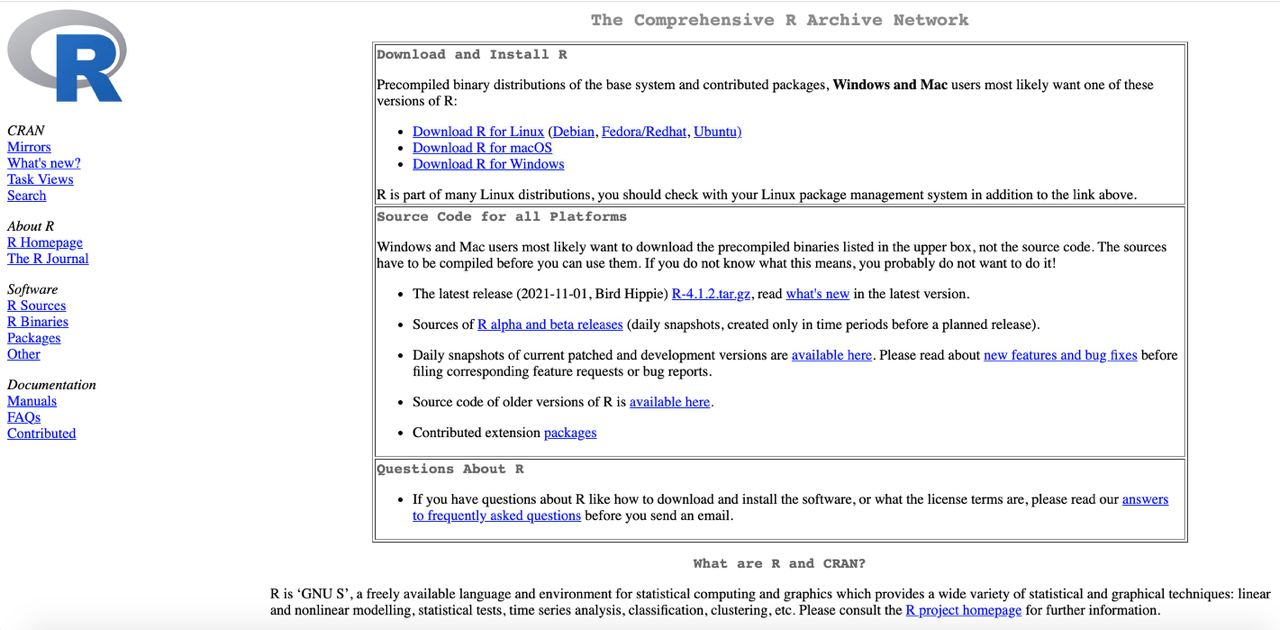 R
The Comprehensive R Archive Network
CRAN
Mirrors
What's new?
Task Views
Search
About R
R Homepage
The R Journal
Software
R Sources
R Binaries
Packages
Other
Documentation
Manuals
FAQs
Contributed
Download and Install R
Precompiled binary distributions of the base system and contributed packages, Windows and Mac users most likely want one of these
versions of R:
• Download R for Linux (Debian, Fedora/Redhat, Ubuntu)
• Download R for macOS
• Download R for Windows
R is part of many Linux distributions, you should check with your Linux package management system in addition to the link above.
Source Code for all Platforms
Windows and Mac users most likely want to download the precompiled binaries listed in the upper box, not the source code. The sources
have to be compiled before you can use them. If you do not know what this means, you probably do not want to do it!
• The latest release (2021-11-01, Bird Hippie) R-4.1.2.tar.gz, read what's new in the latest version.
• Sources of R alpha and beta releases (daily snapshots, created only in time periods before a planned release).
• Daily snapshots of current patched and development versions are available here. Please read about new features and bug fixes before
filing corresponding feature requests or bug reports.
• Source code of older versions of R is available here.
• Contributed extension packages
Questions About R
• If you have questions about R like how to download and install the software, or what the license terms are, please read our answers
to frequently asked questions before you send an email.
What are R and CRAN?
R is ‘GNU S’, a freely available language and environment for statistical computing and graphics which provides a wide variety of statistical and graphical techniques: linear
and nonlinear modelling, statistical tests, time series analysis, classification, clustering, etc. Please consult the R project homepage for further information.